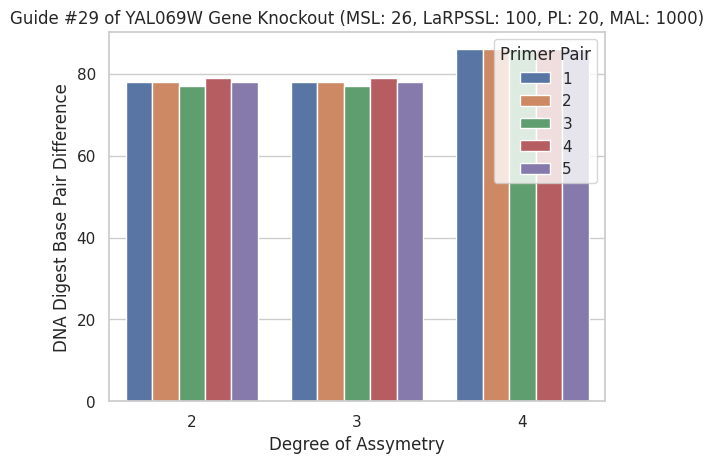 Guide #29 of YAL069W Gene Knockout (MSL: 26, LaRPSSL: 100, PL: 20, MAL: 1000)
Primer Pair
1
2
3
4
5
DNA Digest Base Pair Difference
80
60
40
20
0
2 3 4
Degree of Assymetry